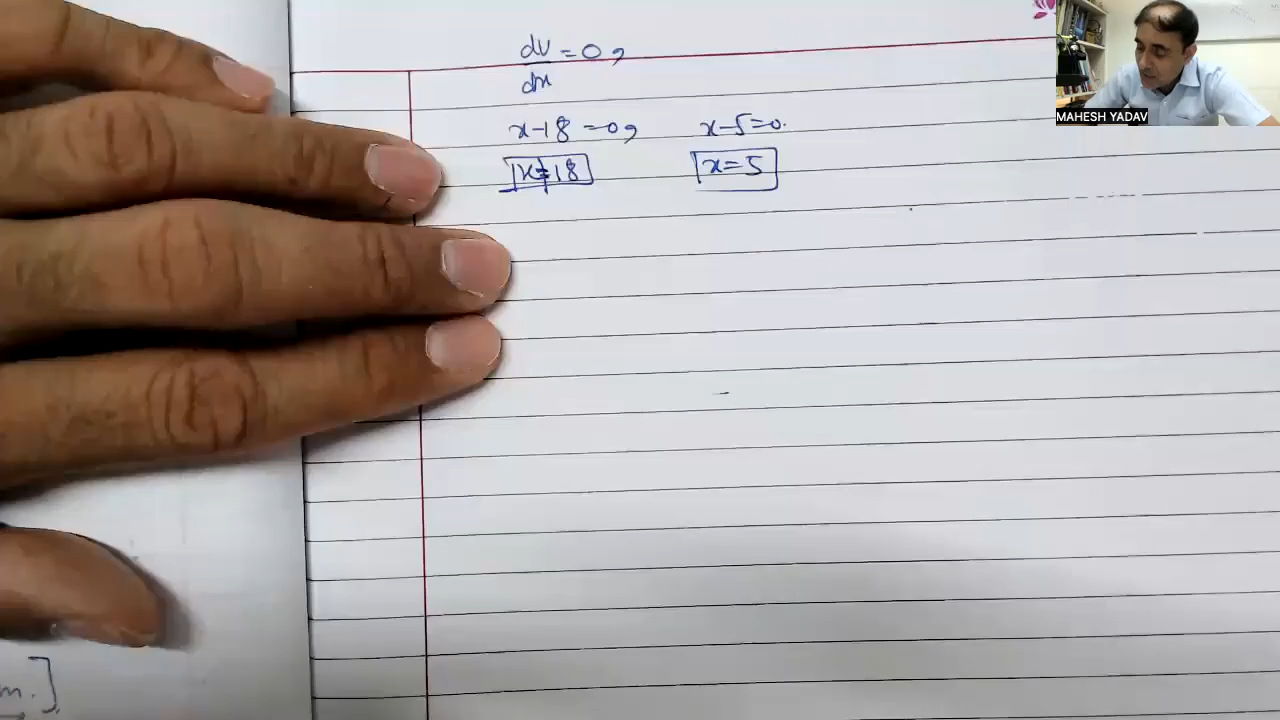 dv/dx = 0,
x-18 = 0, x-5=0.
x≠18 x=5
m.]
MAHESH YADAV